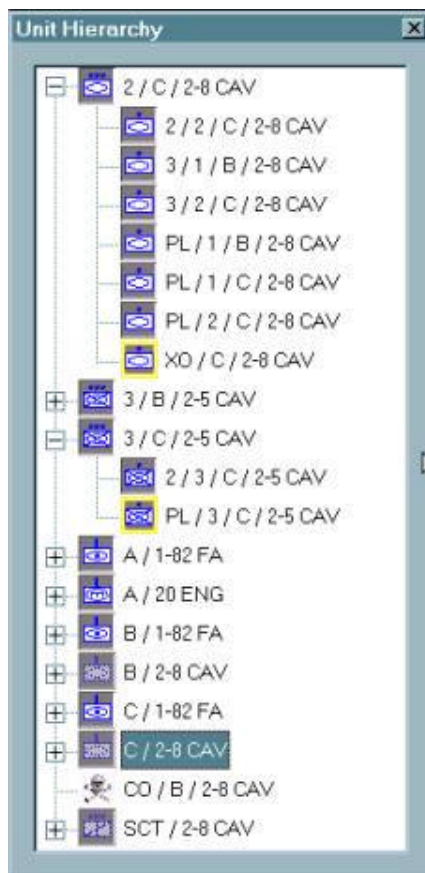 Unit Hierarchy
2 / C / 2-8 CAV
2 / 2 / C / 2-8 CAV
3 / 1 / B / 2-8 CAV
3 / 2 / C / 2-8 CAV
PL / 1 / B / 2-8 CAV
PL / 1 / C / 2-8 CAV
PL / 2 / C / 2-8 CAV
XO / C / 2-8 CAV
3 / B / 2-5 CAV
3 / C / 2-5 CAV
2 / 3 / C / 2-5 CAV
PL / 3 / C / 2-5 CAV
A / 1-82 FA
A / 20 ENG
B / 1-82 FA
B / 2-8 CAV
C / 1-82 FA
C / 2-8 CAV
CO / B / 2-8 CAV
SCT / 2-8 CAV